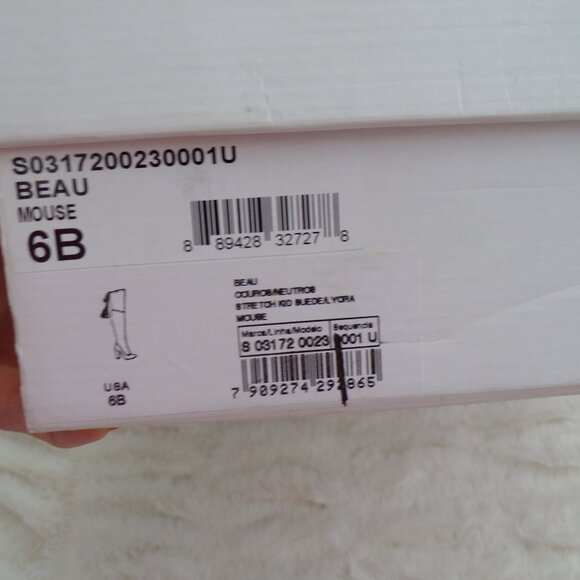 S0317200230001U
BEAU
MOUSE
6B
8 89428 32727 8
BEAU
COUROS/NEUTROS
STRETCH KID SUEDE/LYCRA
MOUSE
Marca/Linha/Modelo Sequencia
S 03172 0023 0001 U
7 909274 292865
USA
6B